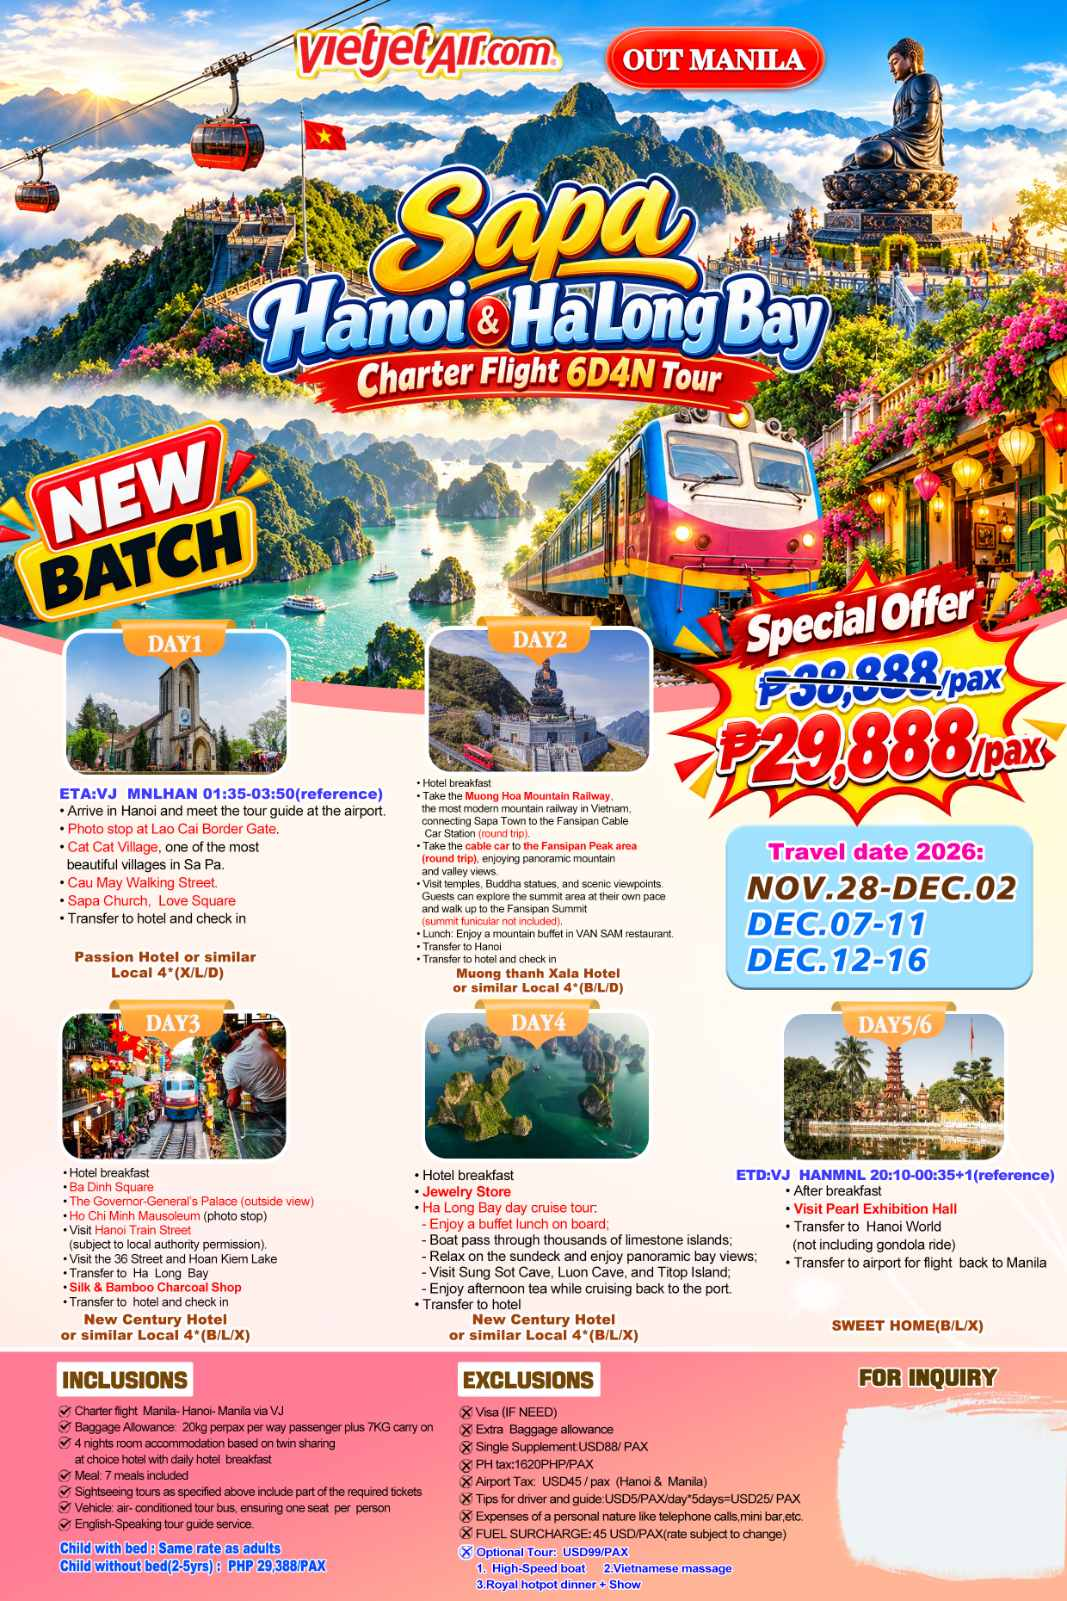 vietjetAir.com
OUT MANILA
Sapa
Hanoi & HaLong Bay
Charter Flight 6D4N Tour
NEW
BATCH
Special Offer
₱38,888/pax
₱29,888/pax
Travel date 2026:
NOV.28-DEC.02
DEC.07-11
DEC.12-16
DAY1
ETA:VJ MNLHAN 01:35-03:50(reference)
• Arrive in Hanoi and meet the tour guide at the airport.
• Photo stop at Lao Cai Border Gate.
• Cat Cat Village, one of the most
beautiful villages in Sa Pa.
• Cau May Walking Street.
• Sapa Church, Love Square
• Transfer to hotel and check in
Passion Hotel or similar
Local 4*(X/L/D)
DAY2
• Hotel breakfast
• Take the Muong Hoa Mountain Railway,
the most modern mountain railway in Vietnam,
connecting Sapa Town to the Fansipan Cable
Car Station (round trip).
• Take the cable car to the Fansipan Peak area
(round trip), enjoying panoramic mountain
and valley views.
• Visit temples, Buddha statues, and scenic viewpoints.
Guests can explore the summit area at their own pace
and walk up to the Fansipan Summit
(summit funicular not included).
• Lunch: Enjoy a mountain buffet in VAN SAM restaurant.
• Transfer to Hanoi
• Transfer to hotel and check in
Muong thanh Xala Hotel
or similar Local 4*(B/L/D)
DAY3
• Hotel breakfast
• Ba Dinh Square
• The Governor-General's Palace (outside view)
• Ho Chi Minh Mausoleum (photo stop)
• Visit Hanoi Train Street
(subject to local authority permission).
• Visit the 36 Street and Hoan Kiem Lake
• Transfer to Ha Long Bay
• Silk & Bamboo Charcoal Shop
• Transfer to hotel and check in
New Century Hotel
or similar Local 4*(B/L/X)
DAY4
• Hotel breakfast
• Jewelry Store
• Ha Long Bay day cruise tour:
- Enjoy a buffet lunch on board;
- Boat pass through thousands of limestone islands;
- Relax on the sundeck and enjoy panoramic bay views;
- Visit Sung Sot Cave, Luon Cave, and Titop Island;
- Enjoy afternoon tea while cruising back to the port.
• Transfer to hotel
New Century Hotel
or similar Local 4*(B/L/X)
DAY5/6
ETD:VJ HANMNL 20:10-00:35+1(reference)
• After breakfast
• Visit Pearl Exhibition Hall
• Transfer to Hanoi World
(not including gondola ride)
• Transfer to airport for flight back to Manila
SWEET HOME(B/L/X)
INCLUSIONS
Charter flight Manila- Hanoi- Manila via VJ
Baggage Allowance: 20kg perpax per way passenger plus 7KG carry on
4 nights room accommodation based on twin sharing
at choice hotel with daily hotel breakfast
Meal: 7 meals included
Sightseeing tours as specified above include part of the required tickets
Vehicle: air- conditioned tour bus, ensuring one seat per person
English-Speaking tour guide service.
Child with bed : Same rate as adults
Child without bed(2-5yrs) : PHP 29,388/PAX
EXCLUSIONS
Visa (IF NEED)
Extra Baggage allowance
Single Supplement:USD88/ PAX
PH tax:1620PHP/PAX
Airport Tax: USD45 / pax (Hanoi & Manila)
Tips for driver and guide:USD5/PAX/day*5days=USD25/ PAX
Expenses of a personal nature like telephone calls,mini bar,etc.
FUEL SURCHARGE: 45 USD/PAX(rate subject to change)
Optional Tour: USD99/PAX
1. High-Speed boat 2.Vietnamese massage
3.Royal hotpot dinner + Show
FOR INQUIRY